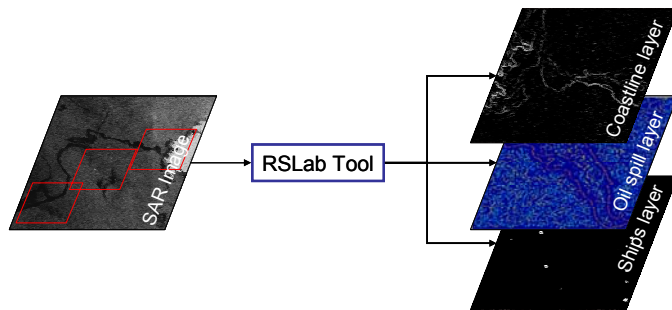 SAR Image
RSLab Tool
Coastline layer
Oil spill layer
Ships layer